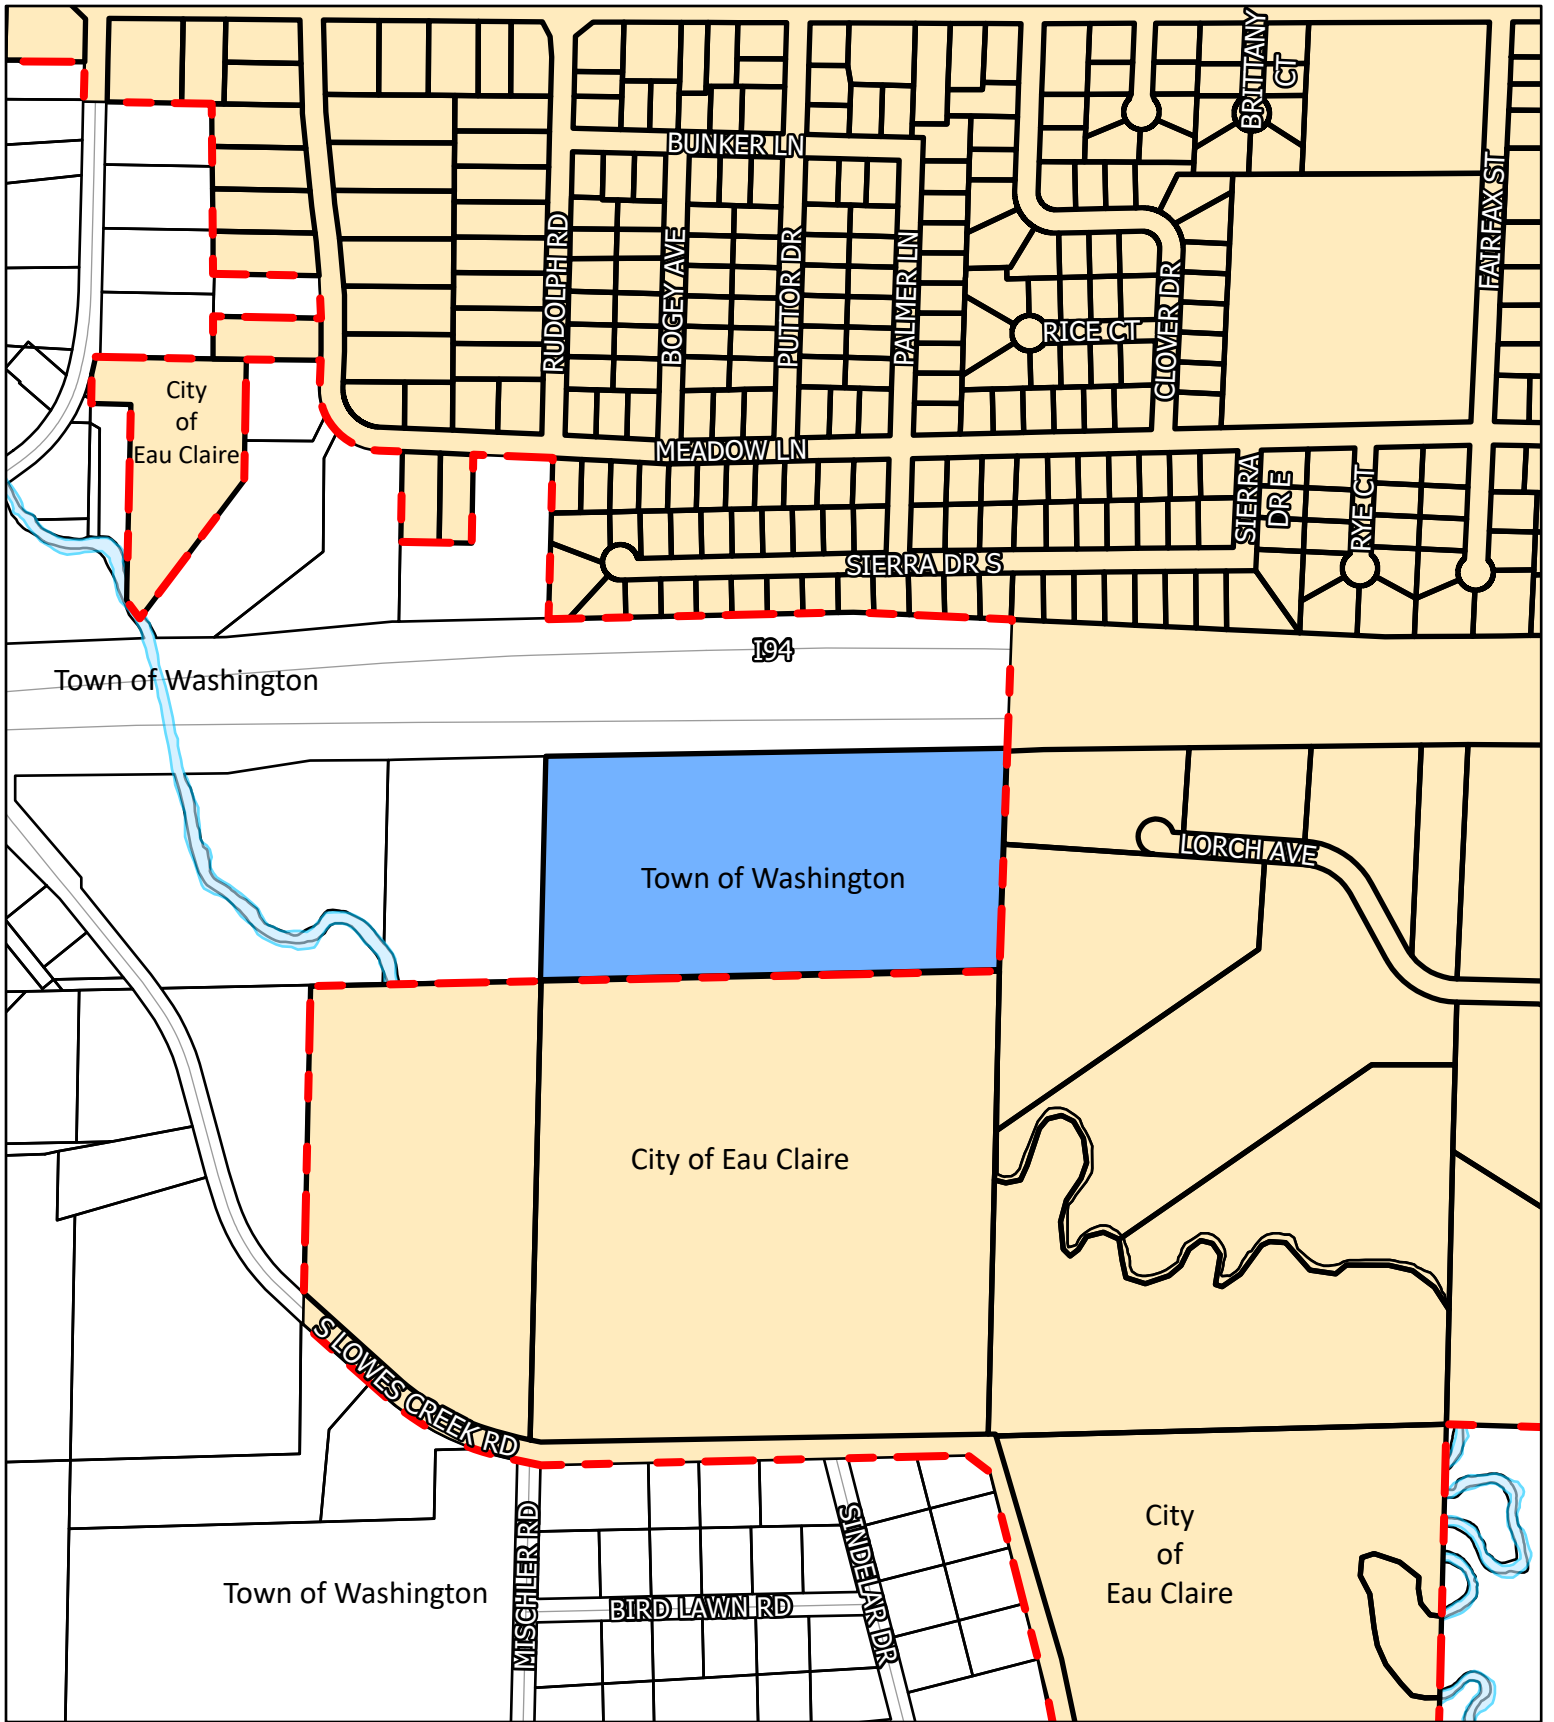 BRITTANY
CT
BUNKER LN
FAIRFAX ST
RUDOLPH RD
BOGEY AVE
PUTTOR DR
PALMER LN
CLOVER DR
RICE CT
City
of
Eau Claire
MEADOW LN
SIERRA
DR E
RYE CT
SIERRA DR S
I94
Town of Washington
LORCH AVE
Town of Washington
City of Eau Claire
S LOWES CREEK RD
City
of
Eau Claire
MISCHLER RD
SINDELAR DR
Town of Washington
BIRD LAWN RD